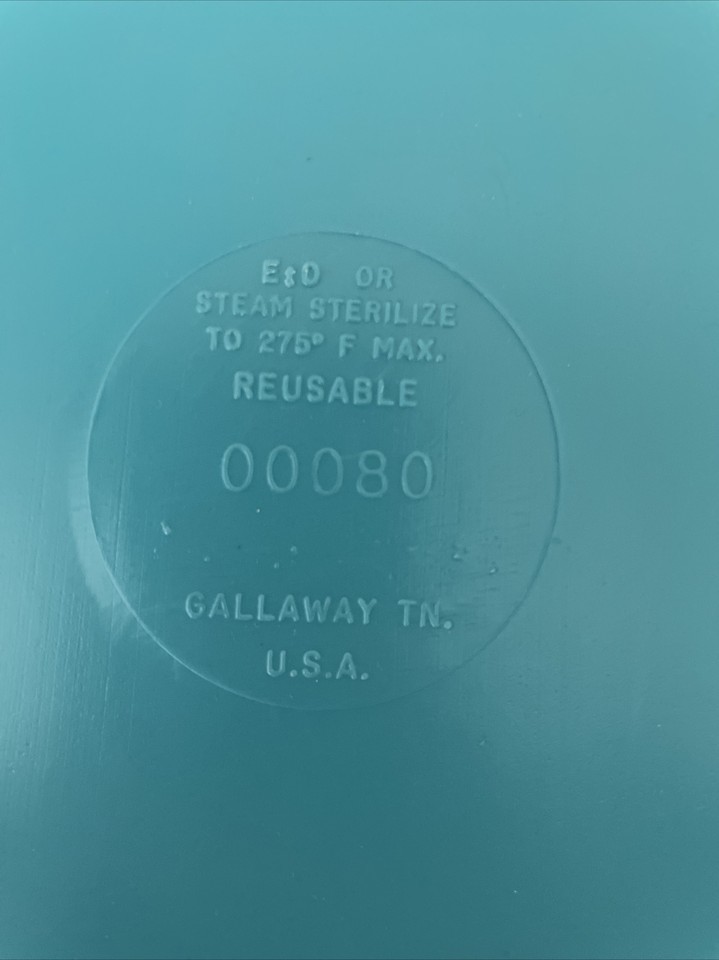 E&O OR
STEAM STERILIZE
TO 275° F MAX.
REUSABLE
00080
GALLAWAY TN.
U.S.A.